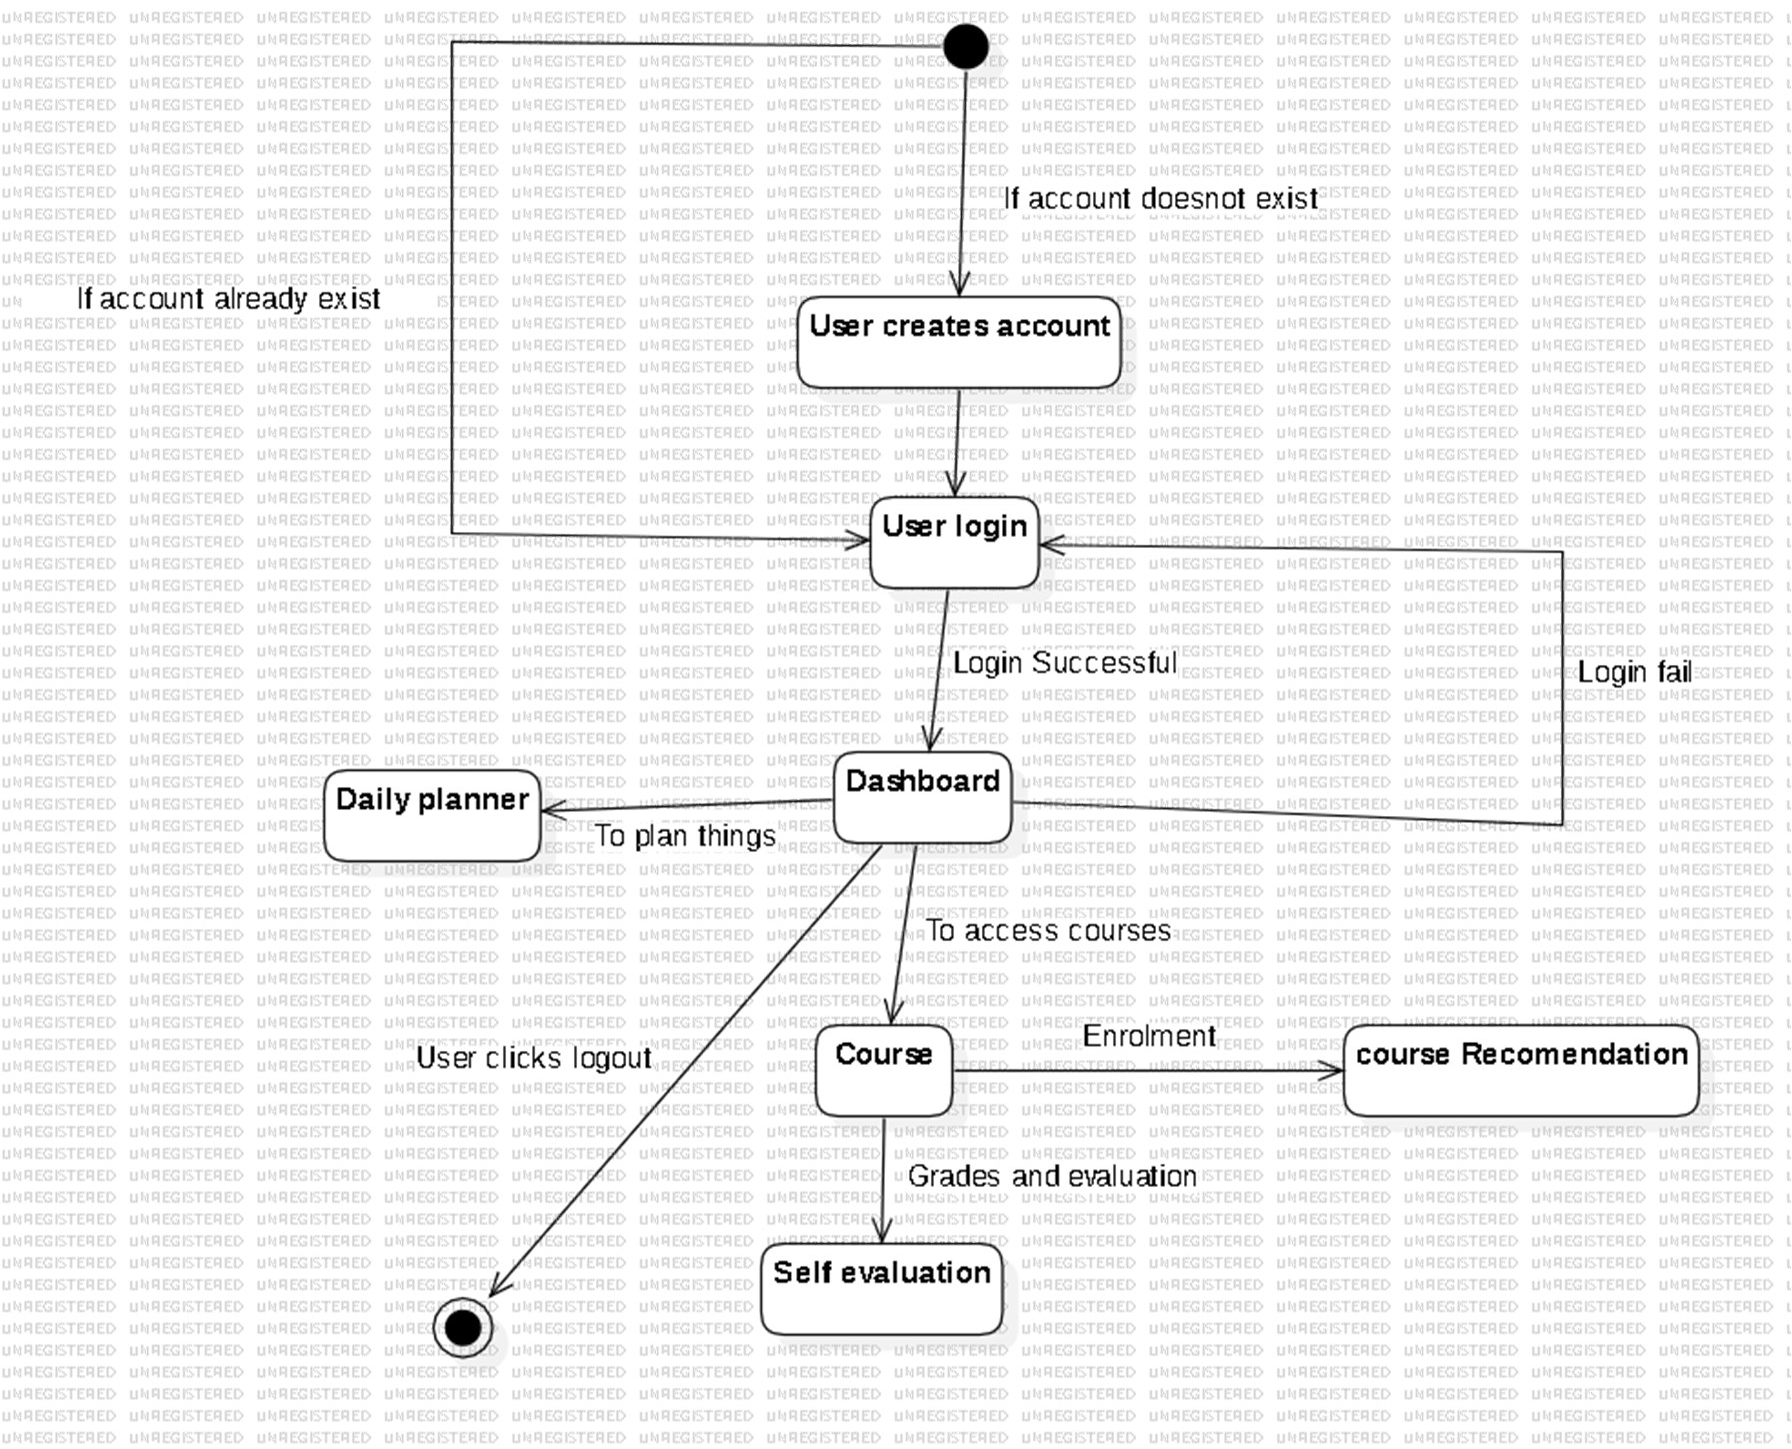 If account doesnot exist
If account already exist
User creates account
User login
Login Successful
Login fail
Dashboard
Daily planner
To plan things
To access courses
Enrolment
User clicks logout
Course
course Recomendation
Grades and evaluation
Self evaluation
UNREGISTERED